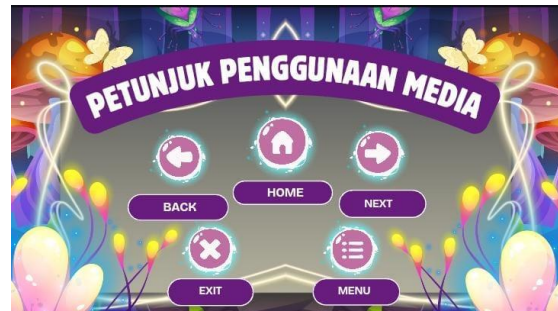 PETUNJUK PENGGUNAAN MEDIA
BACK
HOME
NEXT
EXIT
MENU